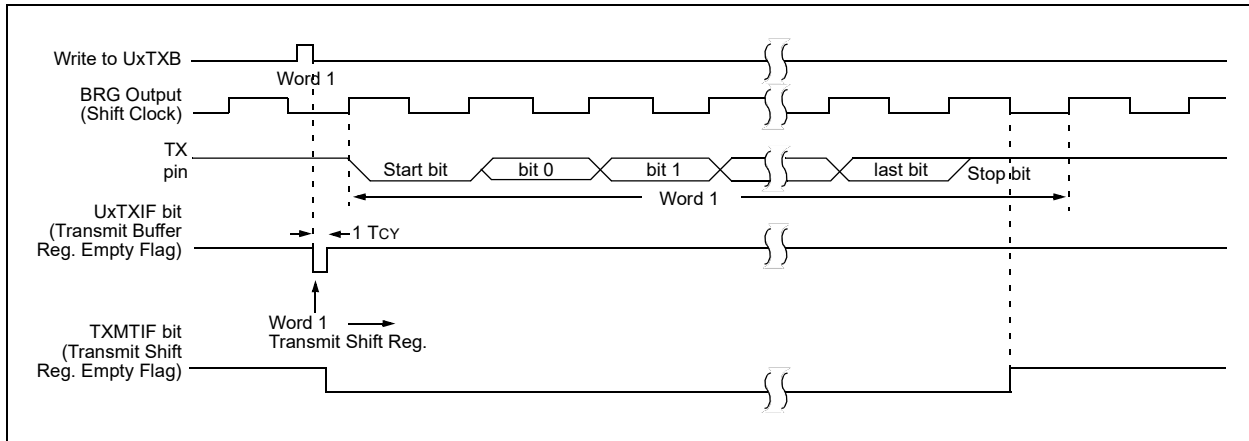 Write to UxTXB
Word 1
BRG Output
(Shift Clock)
TX
pin
Start bit
bit 0
bit 1
last bit
Stop bit
Word 1
UxTXIF bit
(Transmit Buffer
Reg. Empty Flag)
1 TCY
Word 1
Transmit Shift Reg.
TXMTIF bit
(Transmit Shift
Reg. Empty Flag)